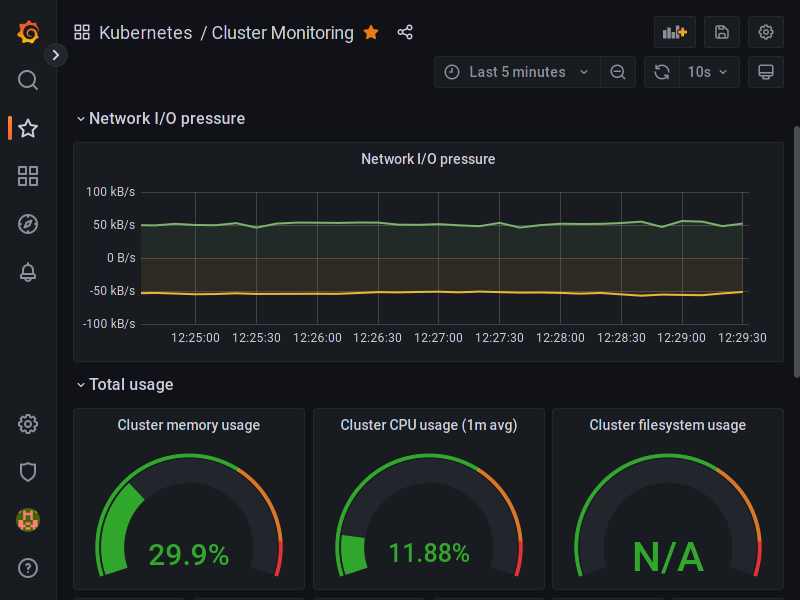 Kubernetes / Cluster Monitoring
Last 5 minutes
10s
Network I/O pressure
Network I/O pressure
100 kB/s
50 kB/s
0 B/s
-50 kB/s
-100 kB/s
12:25:00 12:25:30 12:26:00 12:26:30 12:27:00 12:27:30 12:28:00 12:28:30 12:29:00 12:29:30
Total usage
Cluster memory usage
29.9%
Cluster CPU usage (1m avg)
11.88%
Cluster filesystem usage
N/A